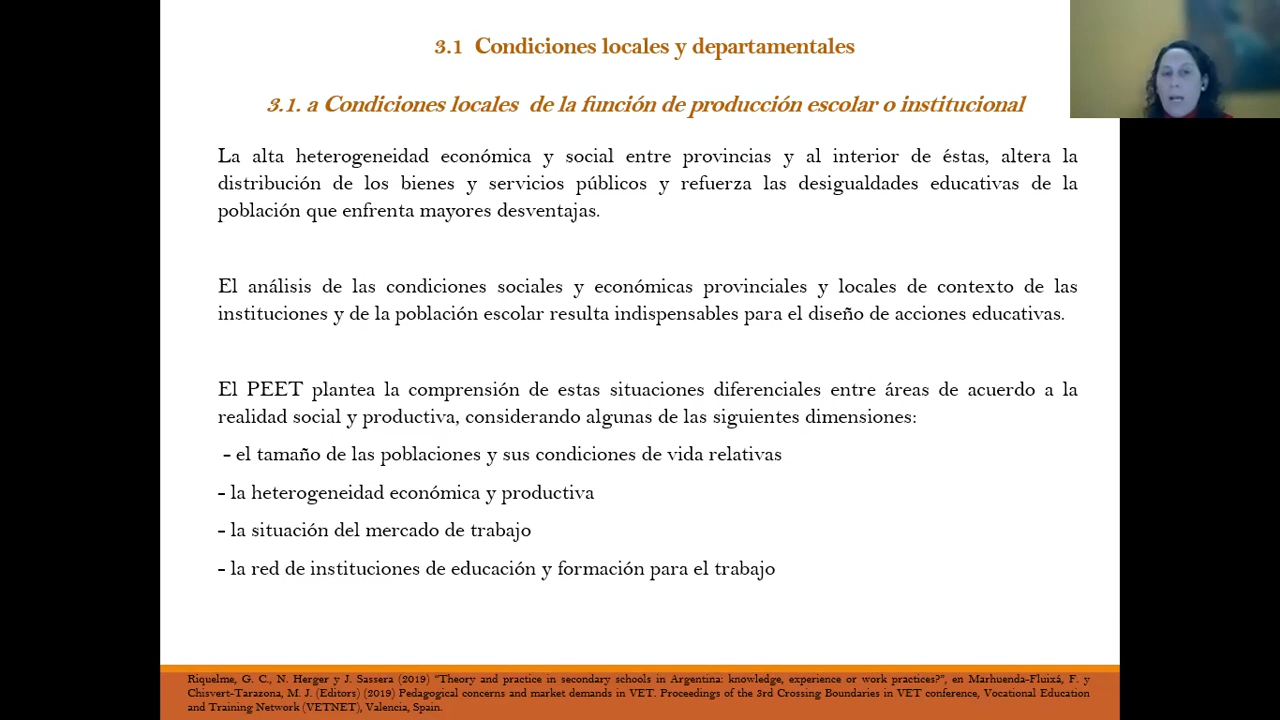 3.1 Condiciones locales y departamentales
3.1. a Condiciones locales de la función de producción escolar o institucional
La alta heterogeneidad económica y social entre provincias y al interior de éstas, altera la
distribución de los bienes y servicios públicos y refuerza las desigualdades educativas de la
población que enfrenta mayores desventajas.
El análisis de las condiciones sociales y económicas provinciales y locales de contexto de las
instituciones y de la población escolar resulta indispensables para el diseño de acciones educativas.
El PEET plantea la comprensión de estas situaciones diferenciales entre áreas de acuerdo a la
realidad social y productiva, considerando algunas de las siguientes dimensiones:
- el tamaño de las poblaciones y sus condiciones de vida relativas
- la heterogeneidad económica y productiva
- la situación del mercado de trabajo
- la red de instituciones de educación y formación para el trabajo
Riquelme, G. C., N. Herger y J. Sassera (2019) "Theory and practice in secondary schools in Argentina: knowledge, experience or work practices?", en Marhuenda-Fluixá, F. y
Chisvert-Tarazona, M. J. (Editors) (2019) Pedagogical concerns and market demands in VET. Proceedings of the 3rd Crossing Boundaries in VET conference, Vocational Education
and Training Network (VETNET), Valencia, Spain.